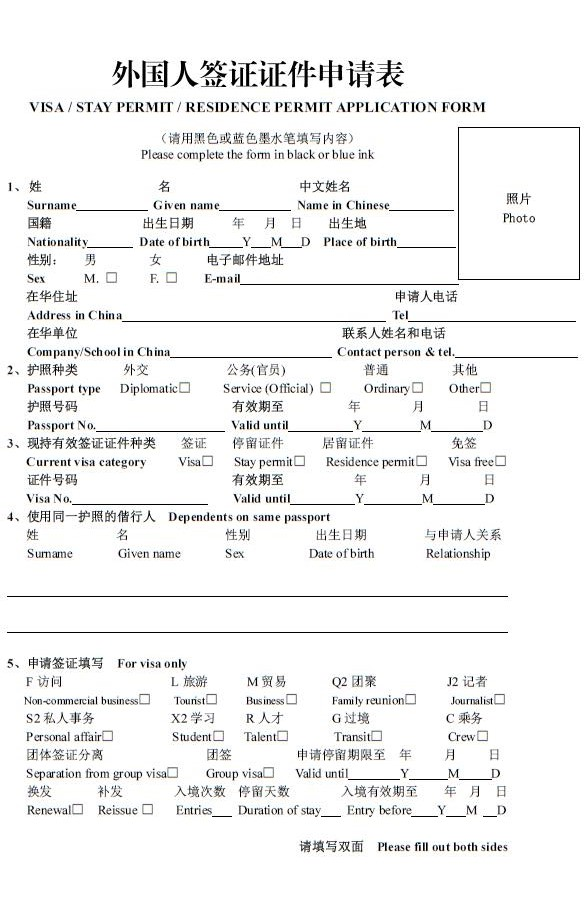 外国人签证证件申请表
VISA / STAY PERMIT / RESIDENCE PERMIT APPLICATION FORM
（请用黑色或蓝色墨水笔填写内容）
Please complete the form in black or blue ink
照片
Photo
1、姓 名 中文姓名
Surname Given name Name in Chinese
国籍 出生日期 年 月 日 出生地
Nationality Date of birth Y M D Place of birth
性别： 男 女 电子邮件地址
Sex M. □ F. □ E-mail
在华住址 申请人电话
Address in China Tel
在华单位 联系人姓名和电话
Company/School in China Contact person & tel.
2、护照种类 外交 公务(官员) 普通 其他
Passport type Diplomatic□ Service (Official) □ Ordinary□ Other□
护照号码 有效期至 年 月 日
Passport No. Valid until Y M D
3、现持有效签证证件种类 签证 停留证件 居留证件 免签
Current visa category Visa□ Stay permit□ Residence permit□ Visa free□
证件号码 有效期至 年 月 日
Visa No. Valid until Y M D
4、使用同一护照的偕行人 Dependents on same passport
姓 名 性别 出生日期 与申请人关系
Surname Given name Sex Date of birth Relationship
5、申请签证填写 For visa only
F 访问 L 旅游 M 贸易 Q2 团聚 J2 记者
Non-commercial business□ Tourist□ Business□ Family reunion□ Journalist□
S2 私人事务 X2 学习 R 人才 G 过境 C 乘务
Personal affair□ Student□ Talent□ Transit□ Crew□
团体签证分离 团签 申请停留期限至 年 月 日
Separation from group visa□ Group visa□ Valid until Y M D
换发 补发 入境次数 停留天数 入境有效期至 年 月 日
Renewal□ Reissue □ Entries Duration of stay Entry before Y M D
请填写双面 Please fill out both sides